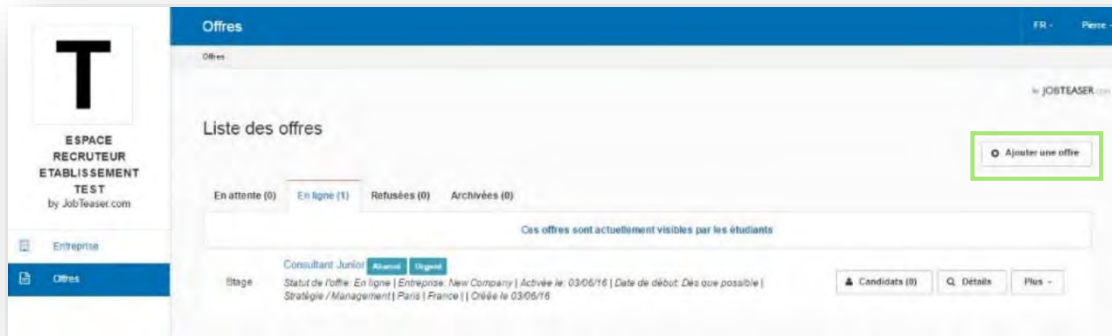 Offres
FR
Pierre
Offres
by JOBTEASER.com
T
ESPACE
RECRUTEUR
ETABLISSEMENT
TEST
by JobTeaser.com
Entreprise
Offres
Liste des offres
Ajouter une offre
En attente (0) En ligne (1) Refusées (0) Archivées (0)
Ces offres sont actuellement visibles par les étudiants
Stage
Consultant Junior Alumni Urgent
Statut de l'offre: En ligne | Entreprise: New Company | Activée le: 03/06/16 | Date de début: Dès que possible |
Stratégie / Management | Paris | France | | Créée le 03/06/16
Candidats (0) Détails Plus